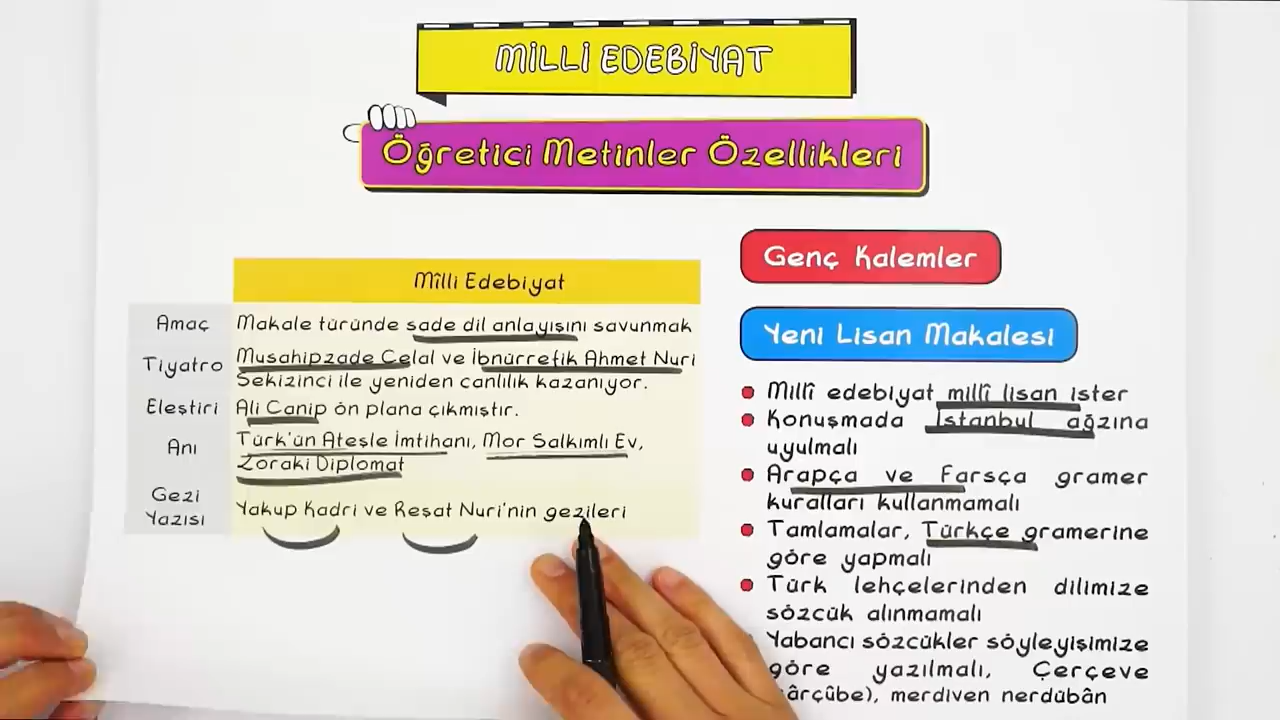 MİLLİ EDEBİYAT
Öğretici Metinler Özellikleri
Mîlli Edebiyat
Amaç
Makale türünde sade dil anlayışını savunmak
Tiyatro
Musahipzade Celal ve İbnürrefik Ahmet Nuri
Sekizinci ile yeniden canlılık kazanıyor.
Eleştiri
Ali Canip ön plana çıkmıştır.
Anı
Türk'ün Ateşle İmtihanı, Mor Salkımlı Ev,
Zoraki Diplomat
Gezi
Yazısı
Yakup Kadri ve Reşat Nuri'nin gezileri
Genç Kalemler
Yeni Lisan Makalesi
Millî edebiyat millî lisan ister
Konuşmada İstanbul ağzına
uyulmalı
Arapça ve Farsça gramer
kuralları kullanmamalı
Tamlamalar, Türkçe gramerine
göre yapmalı
Türk lehçelerinden dilimize
sözcük alınmamalı
Yabancı sözcükler söyleyişimize
göre yazılmalı, Çerçeve
ârçûbe), merdiven nerdübân